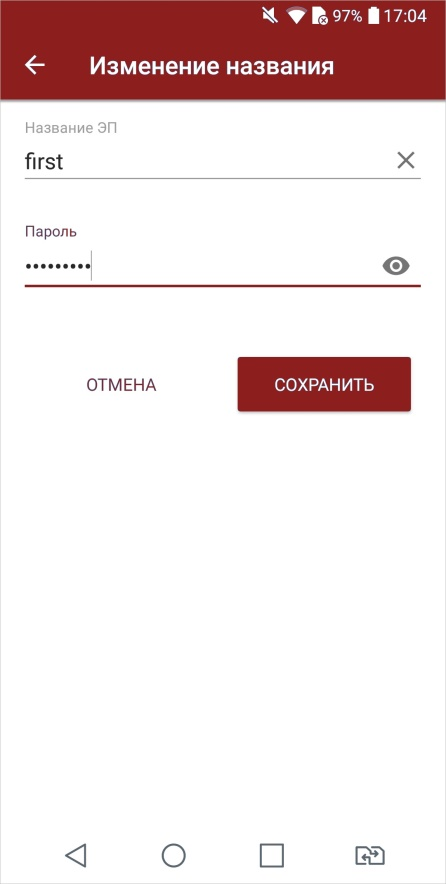 97% 17:04
Изменение названия
Название ЭП
first
Пароль
•••••••••
ОТМЕНА
СОХРАНИТЬ